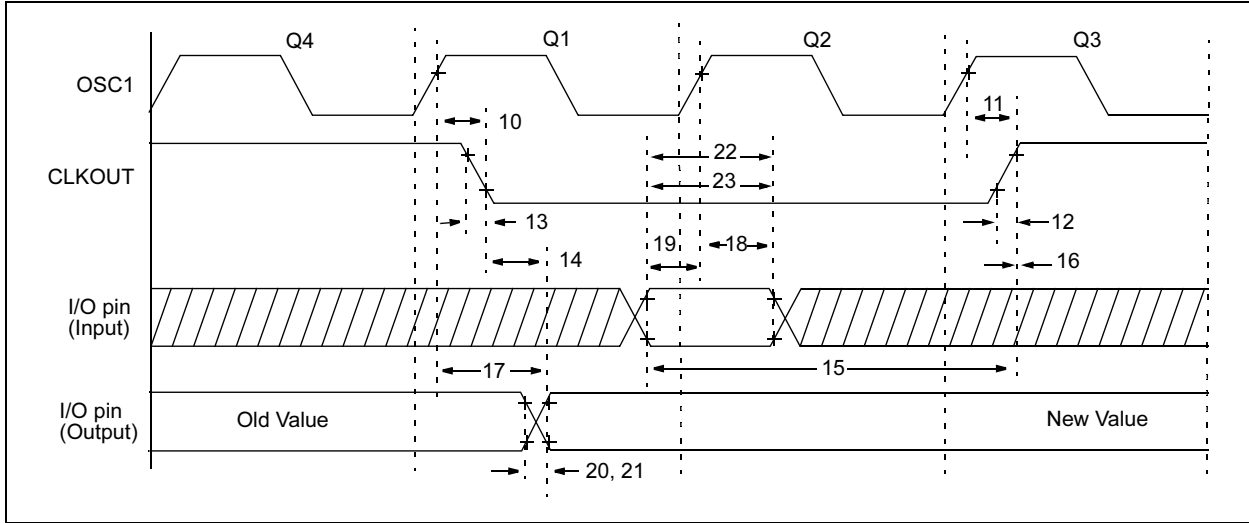 Q4
Q1
Q2
Q3
OSC1
10
11
22
23
CLKOUT
13
12
14
19
18
16
I/O pin
(Input)
17
15
I/O pin
(Output)
Old Value
New Value
20, 21